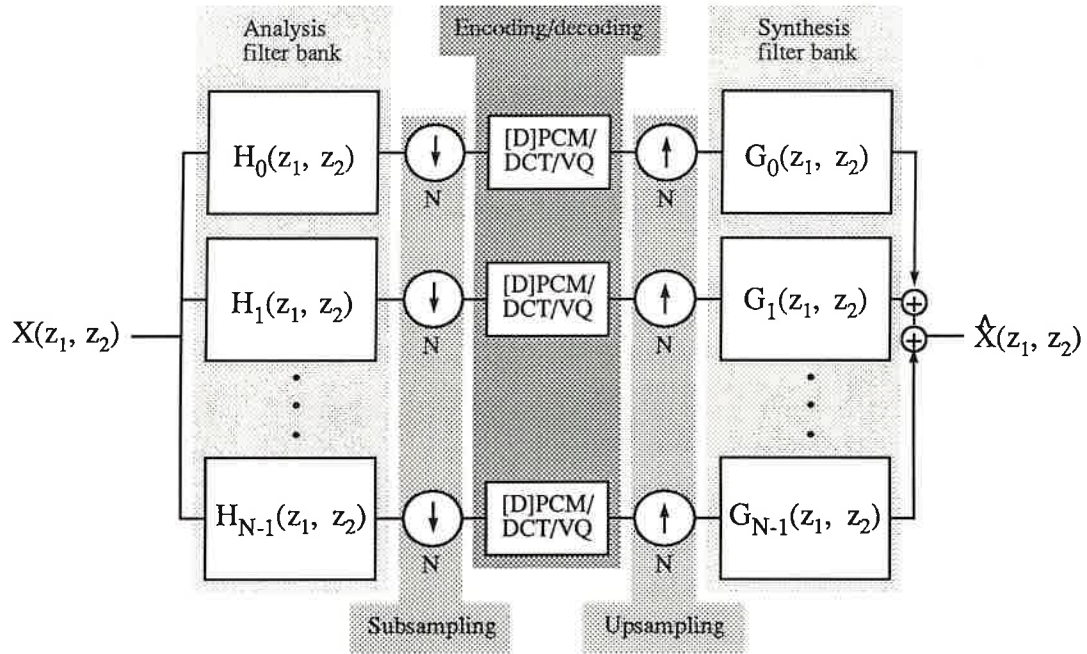 Analysis
filter bank
Encoding/decoding
Synthesis
filter bank
H₀(z₁, z₂)
↓
N
[D]PCM/
DCT/VQ
↑
N
G₀(z₁, z₂)
H₁(z₁, z₂)
↓
N
[D]PCM/
DCT/VQ
↑
N
G₁(z₁, z₂)
+
X(z₁, z₂)
+
X̂(z₁, z₂)
H_{N-1}(z₁, z₂)
↓
N
[D]PCM/
DCT/VQ
↑
N
G_{N-1}(z₁, z₂)
Subsampling
Upsampling